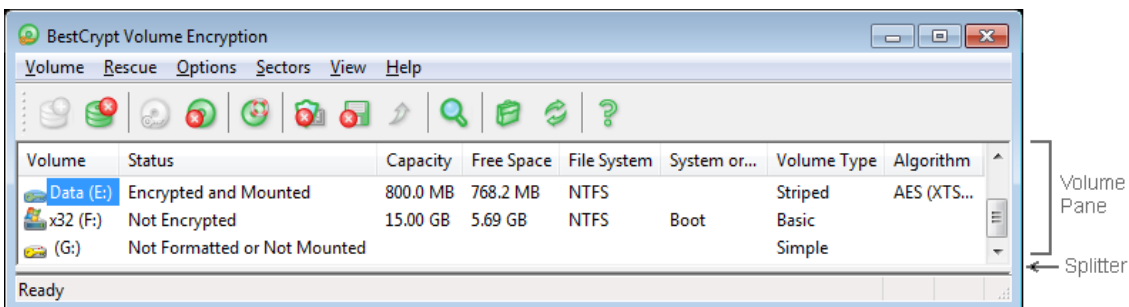 BestCrypt Volume Encryption
Volume Rescue Options Sectors View Help
Volume Status Capacity Free Space File System System or... Volume Type Algorithm
Data (E:) Encrypted and Mounted 800.0 MB 768.2 MB NTFS Striped AES (XTS...
x32 (F:) Not Encrypted 15.00 GB 5.69 GB NTFS Boot Basic
(G:) Not Formatted or Not Mounted Simple
Ready
Volume
Pane
Splitter